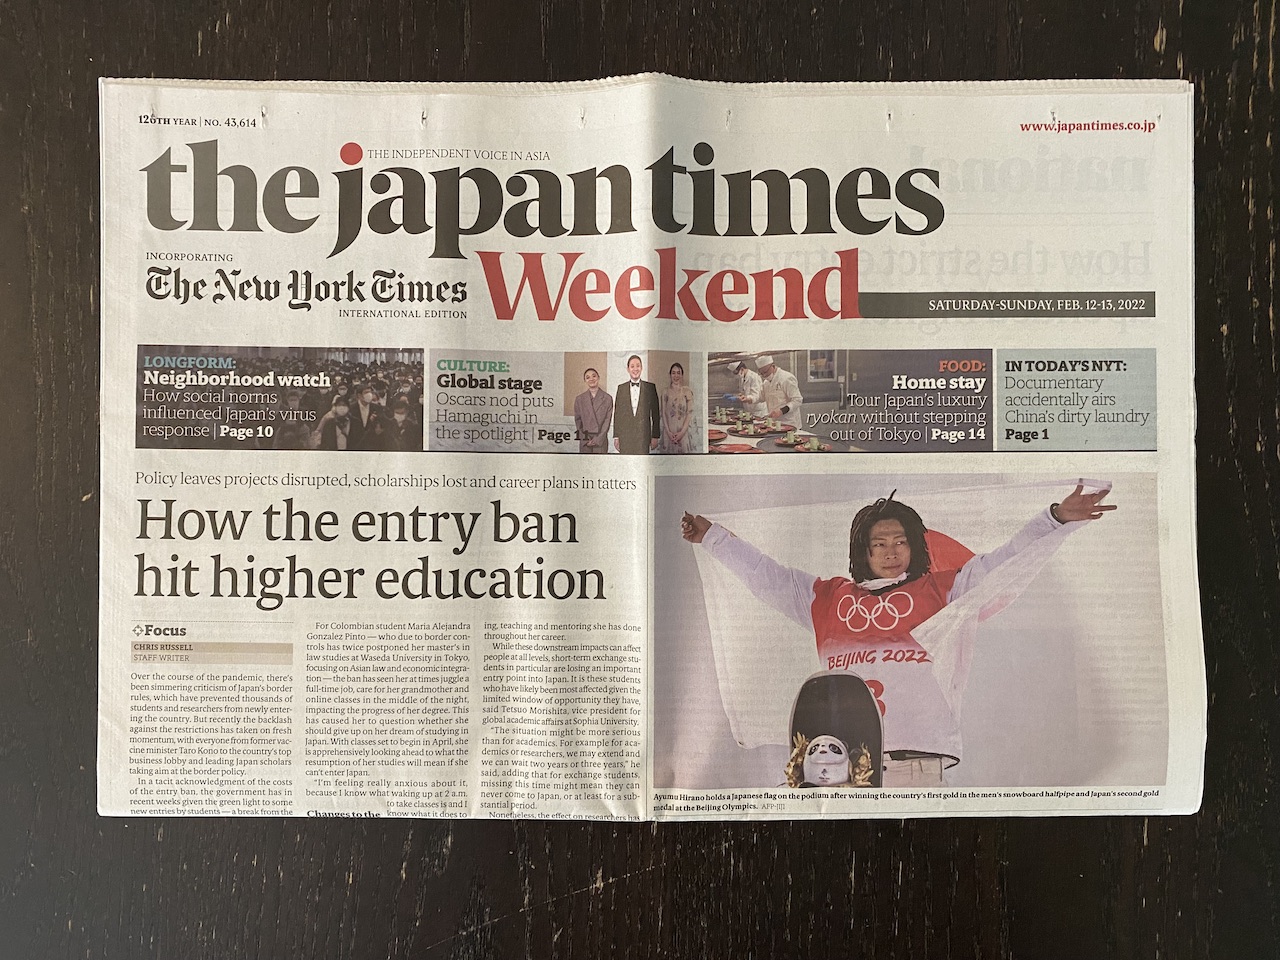 126TH YEAR | NO. 43,614
www.japantimes.co.jp
THE INDEPENDENT VOICE IN ASIA
the japan times
INCORPORATING
The New York Times
INTERNATIONAL EDITION
Weekend
SATURDAY-SUNDAY, FEB. 12-13, 2022
LONGFORM:
Neighborhood watch
How social norms
influenced Japan's virus
response | Page 10
CULTURE:
Global stage
Oscars nod puts
Hamaguchi in
the spotlight | Page 11
FOOD:
Home stay
Tour Japan's luxury
ryokan without stepping
out of Tokyo | Page 14
IN TODAY'S NYT:
Documentary
accidentally airs
China's dirty laundry
Page 1
Policy leaves projects disrupted, scholarships lost and career plans in tatters
How the entry ban
hit higher education
Focus
CHRIS RUSSELL
STAFF WRITER
Over the course of the pandemic, there's
been simmering criticism of Japan's border
rules, which have prevented thousands of
students and researchers from newly enter-
ing the country. But recently the backlash
against the restrictions has taken on fresh
momentum, with everyone from former vac-
cine minister Taro Kono to the country's top
business lobby and leading Japan scholars
taking aim at the border policy.
In a tacit acknowledgment of the costs
of the entry ban, the government has in
recent weeks given the green light to some
new entries by students — a break from the
For Colombian student Maria Alejandra
Gonzalez Pinto — who due to border con-
trols has twice postponed her master's in
law studies at Waseda University in Tokyo,
focusing on Asian law and economic integra-
tion — the ban has seen her at times juggle a
full-time job, care for her grandmother and
online classes in the middle of the night,
impacting the progress of her degree. This
has caused her to question whether she
should give up on her dream of studying in
Japan. With classes set to begin in April, she
is apprehensively looking ahead to what the
resumption of her studies will mean if she
can't enter Japan.
"I'm feeling really anxious about it,
because I know what waking up at 2 a.m.
to take classes is and I
Changes to the
know what it does to
ing, teaching and mentoring she has done
throughout her career.
While these downstream impacts can affect
people at all levels, short-term exchange stu-
dents in particular are losing an important
entry point into Japan. It is these students
who have likely been most affected given the
limited window of opportunity they have,
said Tetsuo Morishita, vice president for
global academic affairs at Sophia University.
"The situation might be more serious
than for academics. For example for aca-
demics or researchers, we may extend and
we can wait two years or three years," he
said, adding that for exchange students,
missing this time might mean they can
never come to Japan, or at least for a sub-
stantial period.
Nonetheless, the effect on researchers has
BEIJING 2022
Ayumu Hirano holds a Japanese flag on the podium after winning the country's first gold in the men's snowboard halfpipe and Japan's second gold
medal at the Beijing Olympics. AFP-JIJI